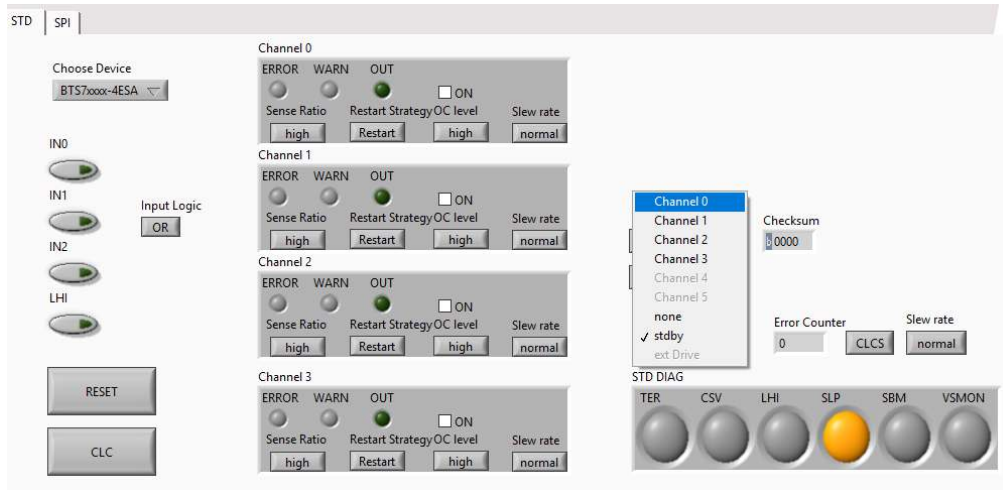 STD SPI
Choose Device
BTS7xxxx-4ESA
IN0
IN1
IN2
LHI
Input Logic
OR
RESET
CLC
Channel 0
ERROR WARN OUT
ON
Sense Ratio Restart Strategy OC level Slew rate
high Restart high normal
Channel 1
ERROR WARN OUT
ON
Sense Ratio Restart Strategy OC level Slew rate
high Restart high normal
Channel 2
ERROR WARN OUT
ON
Sense Ratio Restart Strategy OC level Slew rate
high Restart high normal
Channel 3
ERROR WARN OUT
ON
Sense Ratio Restart Strategy OC level Slew rate
high Restart high normal
Channel 0
Channel 1
Channel 2
Channel 3
Channel 4
Channel 5
none
✓ stdby
ext Drive
Checksum
b 0000
Error Counter
0
CLCS
Slew rate
normal
STD DIAG
TER CSV LHI SLP SBM VSMON